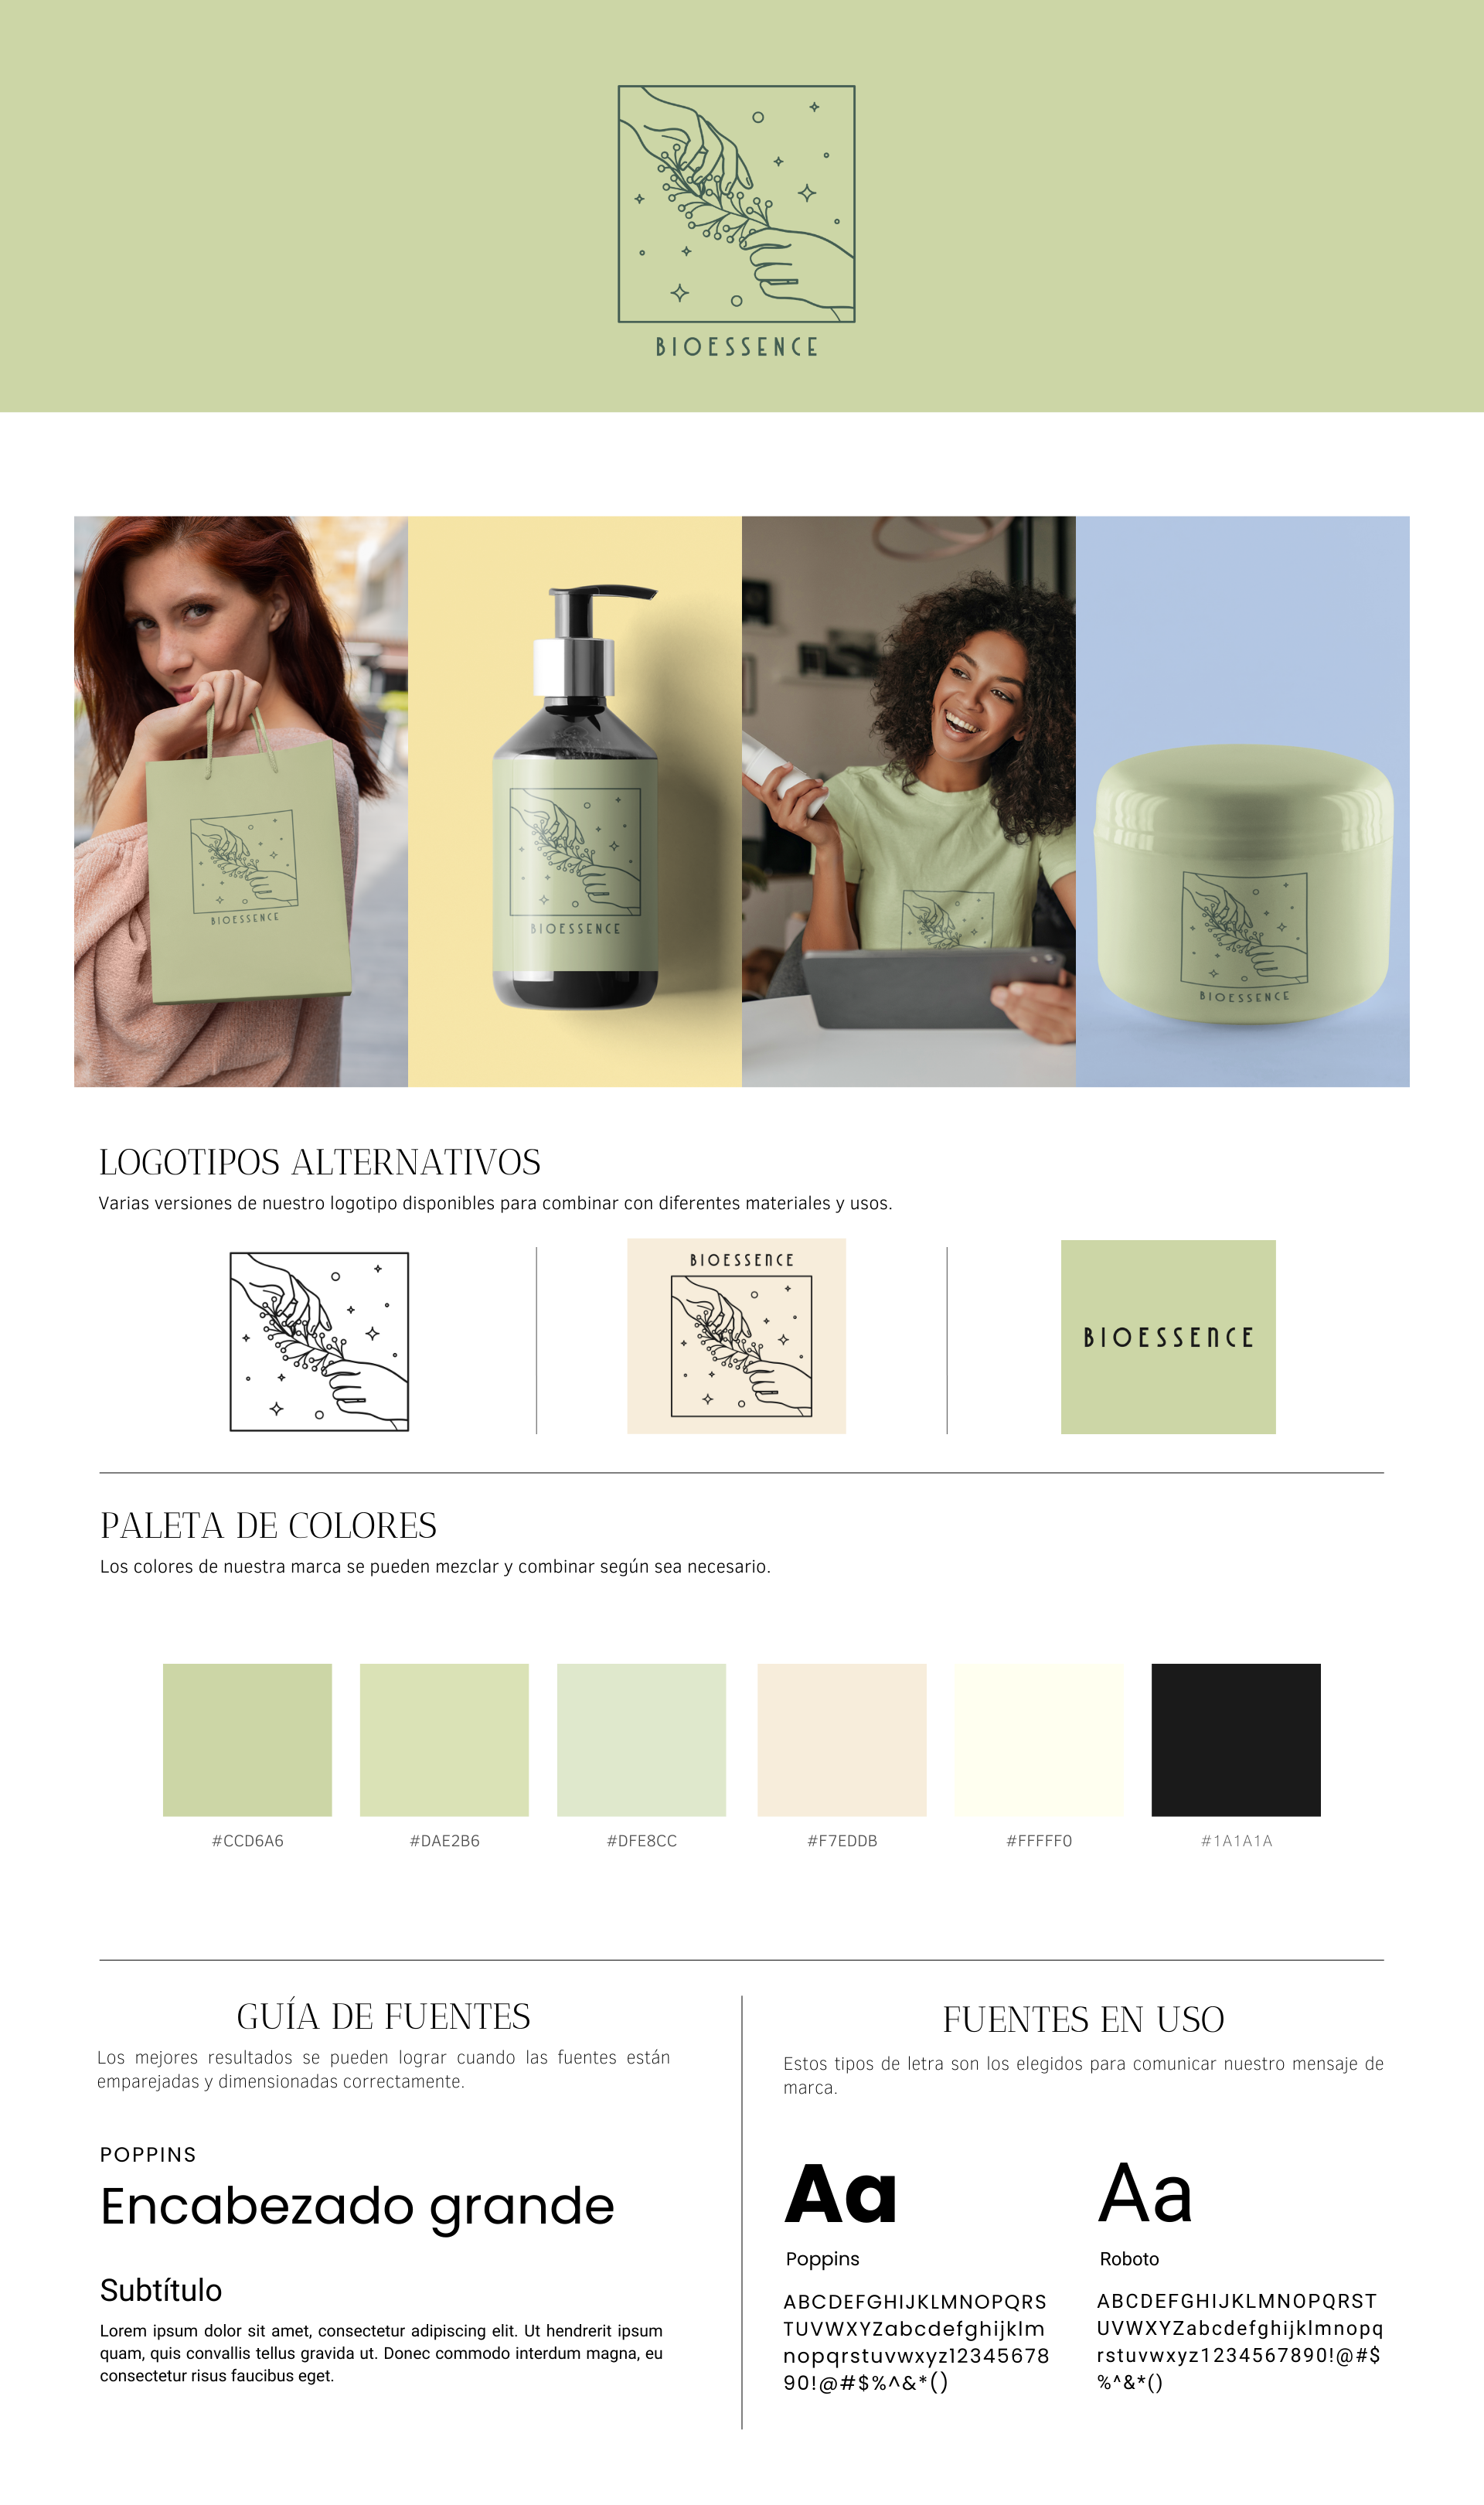 BIOESSENCE
BIOESSENCE
BIOESSENCE
BIOESSENCE
LOGOTIPOS ALTERNATIVOS
Varias versiones de nuestro logotipo disponibles para combinar con diferentes materiales y usos.
BIOESSENCE
BIOESSENCE
PALETA DE COLORES
Los colores de nuestra marca se pueden mezclar y combinar según sea necesario.
#CCD6A6 #DAE2B6 #DFE8CC #F7EDDB #FFFFF0 #1A1A1A
GUÍA DE FUENTES
Los mejores resultados se pueden lograr cuando las fuentes están
emparejadas y dimensionadas correctamente.
POPPINS
Encabezado grande
Subtítulo
Lorem ipsum dolor sit amet, consectetur adipiscing elit. Ut hendrerit ipsum
quam, quis convallis tellus gravida ut. Donec commodo interdum magna, eu
consectetur risus faucibus eget.
FUENTES EN USO
Estos tipos de letra son los elegidos para comunicar nuestro mensaje de
marca.
Aa
Poppins
ABCDEFGHIJKLMNOPQRS
TUVWXYZabcdefghijklm
nopqrstuvwxyz12345678
90!@#$%^&*()
Aa
Roboto
ABCDEFGHIJKLMNOPQRST
UVWXYZabcdefghijklmnopq
rstuvwxyz1234567890!@#$
%^&*()